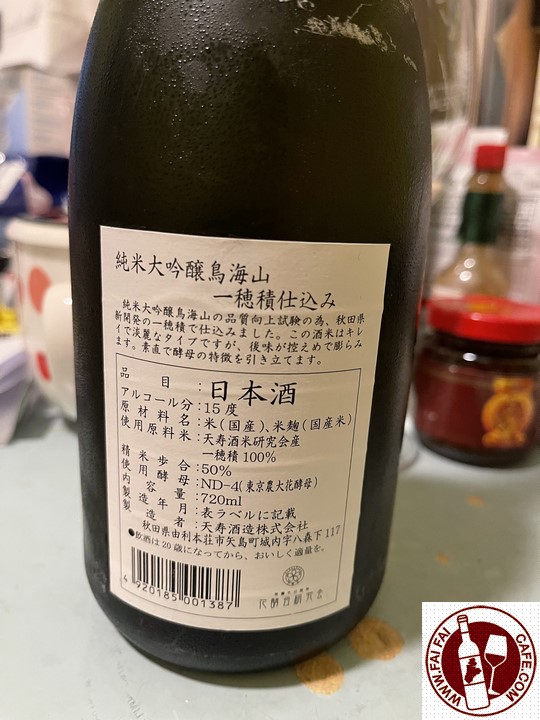 純米大吟醸鳥海山
一穂積仕込み
純米大吟醸鳥海山の品質向上試験の為、秋田県
新開発の一穂積で仕込みました。この酒米はキレ
イで淡麗なタイプですが、後味が控えめで膨らみ
ます。素直で酵母の特徴を引き立てます。
品目:日本酒
アルコール分:15度
原材料名:米(国産)、米麹(国産米)
使用原料米:天寿酒米研究会産
一穂積100%
精米歩合:50%
使用酵母:ND-4(東京農大花酵母)
内容量:720ml
製造年月:表ラベルに記載
製造者:天寿酒造株式会社
秋田県由利本荘市矢島町城内字八森下117
●飲酒は20歳になってから、おいしく適量を。
4 920185 001387
花酵母研究会
WWW.FAI FAI CAFE.COM